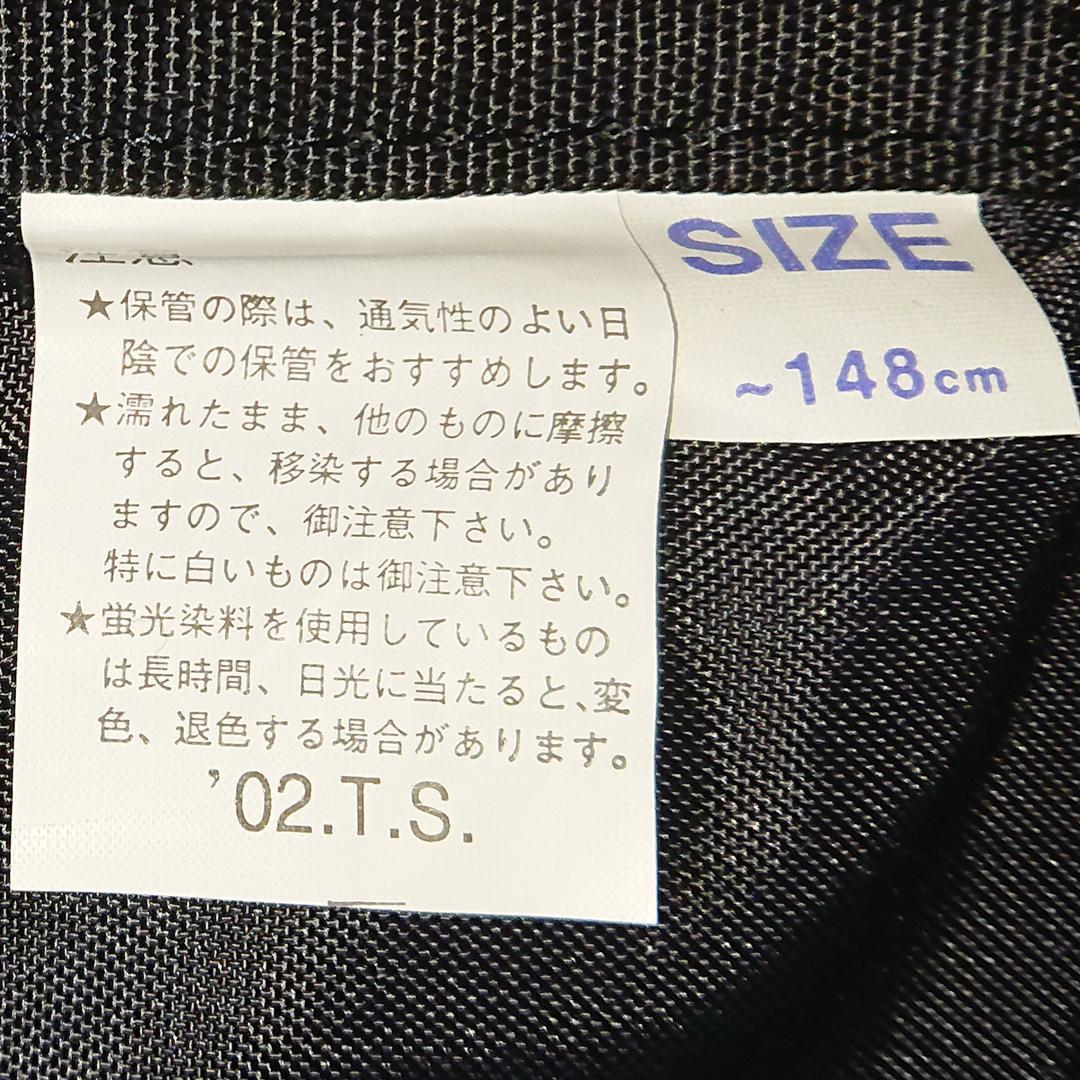 注意
★保管の際は、通気性のよい日
陰での保管をおすすめします。
★濡れたまま、他のものに摩擦
すると、移染する場合があり
ますので、御注意下さい。
特に白いものは御注意下さい。
★蛍光染料を使用しているもの
は長時間、日光に当たると、変
色、退色する場合があります。
'02.T.S.
SIZE
~148cm